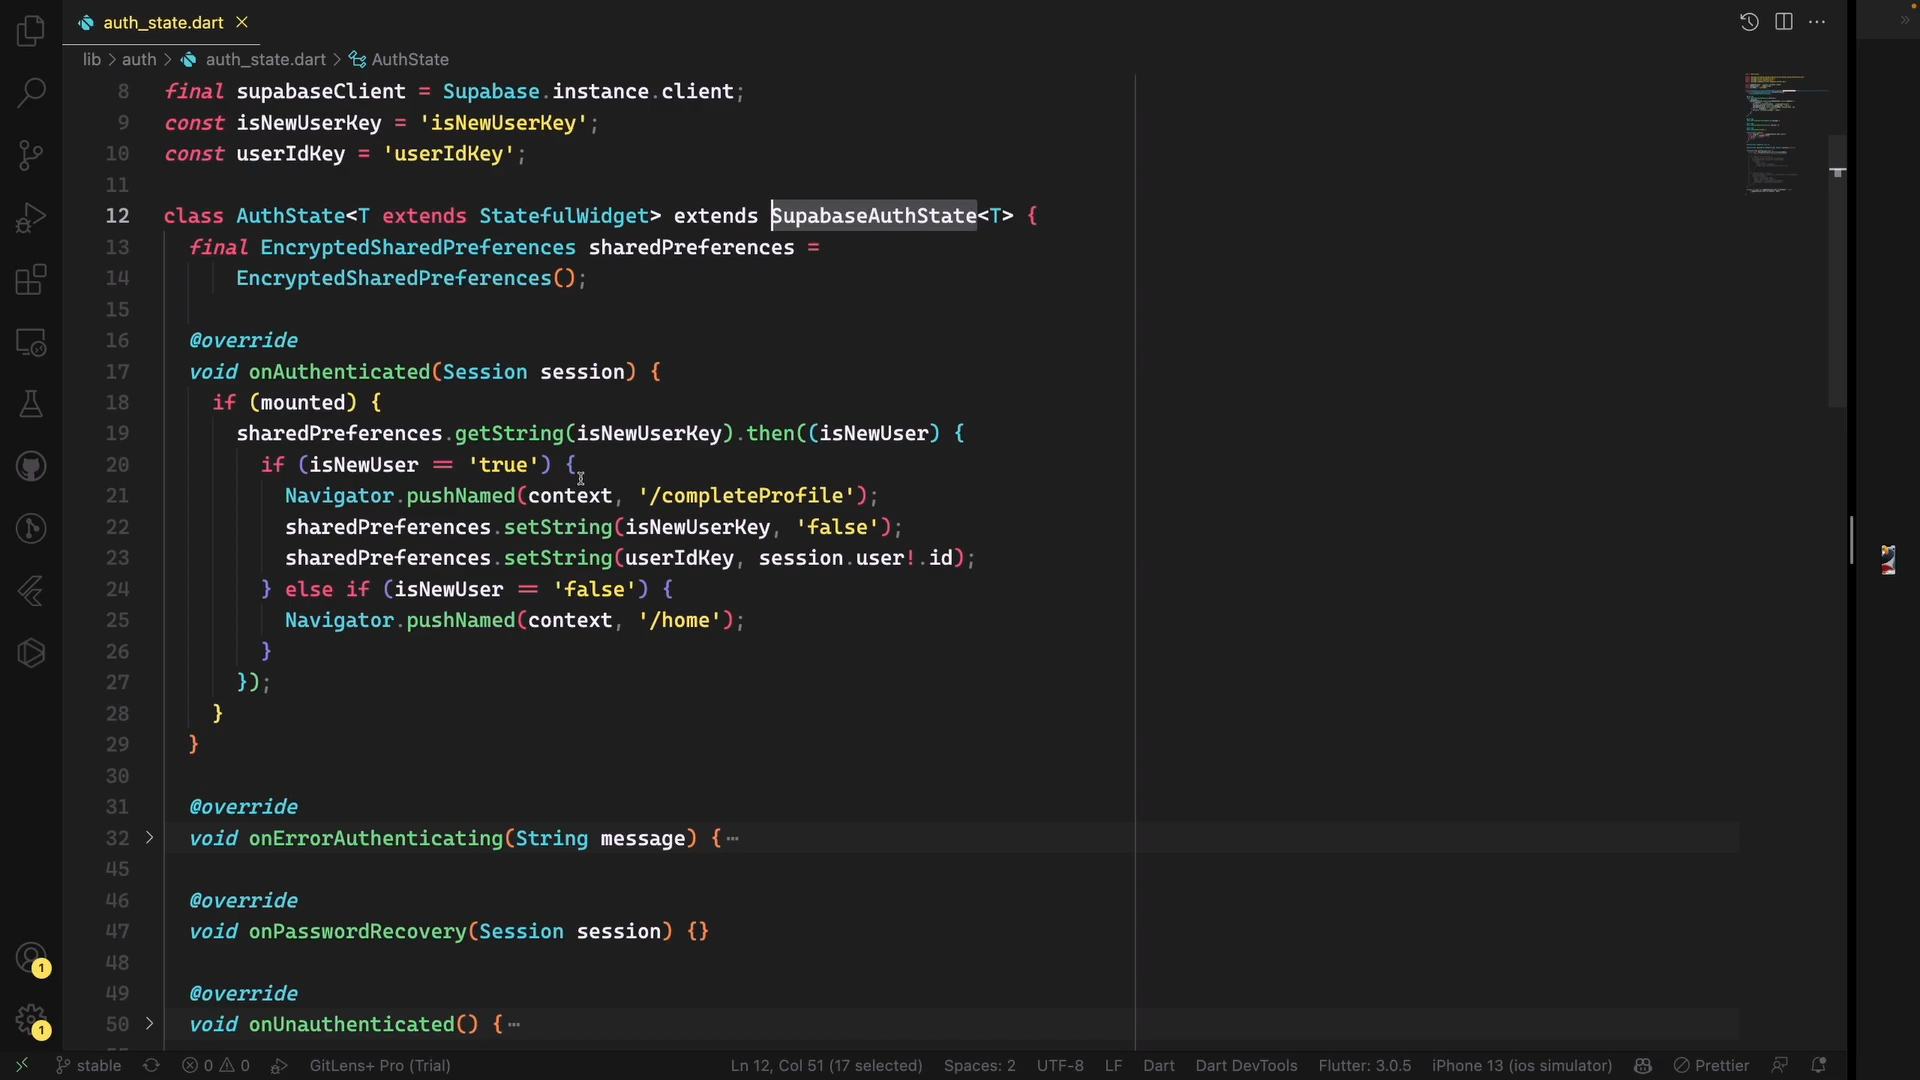 auth_state.dart
lib > auth > auth_state.dart > AuthState
8 final supabaseClient = Supabase.instance.client;
9 const isNewUserKey = 'isNewUserKey';
10 const userIdKey = 'userIdKey';
11
12 class AuthState<T extends StatefulWidget> extends SupabaseAuthState<T> {
13 final EncryptedSharedPreferences sharedPreferences =
14 EncryptedSharedPreferences();
15
16 @override
17 void onAuthenticated(Session session) {
18 if (mounted) {
19 sharedPreferences.getString(isNewUserKey).then((isNewUser) {
20 if (isNewUser == 'true') {
21 Navigator.pushNamed(context, '/completeProfile');
22 sharedPreferences.setString(isNewUserKey, 'false');
23 sharedPreferences.setString(userIdKey, session.user!.id);
24 } else if (isNewUser == 'false') {
25 Navigator.pushNamed(context, '/home');
26 }
27 });
28 }
29 }
30
31 @override
32 void onErrorAuthenticating(String message) { ⋯
45
46 @override
47 void onPasswordRecovery(Session session) {}
48
49 @override
50 void onUnauthenticated() { ⋯
1
1
stable 0 0 GitLens+ Pro (Trial) Ln 12, Col 51 (17 selected) Spaces: 2 UTF-8 LF Dart Dart DevTools Flutter: 3.0.5 iPhone 13 (ios simulator) Prettier